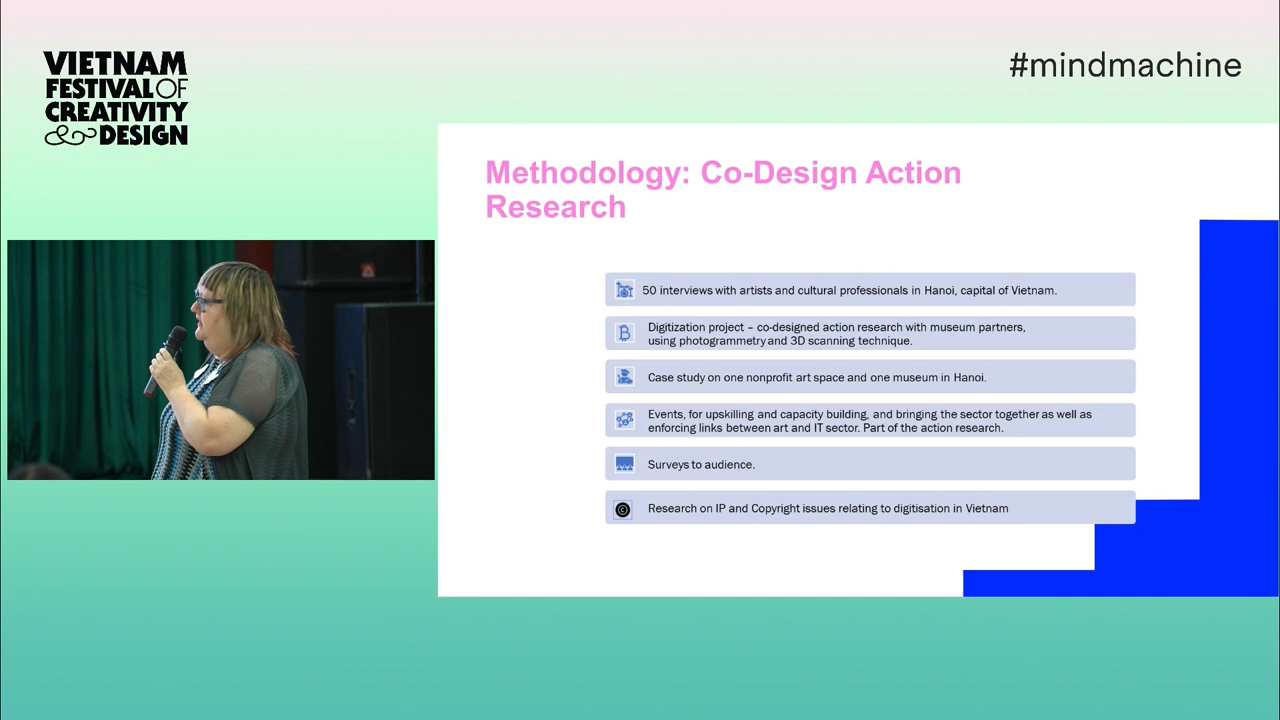 VIETNAM
FESTIVAL OF
CREATIVITY
& DESIGN
#mindmachine
Methodology: Co-Design Action
Research
50 interviews with artists and cultural professionals in Hanoi, capital of Vietnam.
Digitization project – co-designed action research with museum partners,
using photogrammetry and 3D scanning technique.
Case study on one nonprofit art space and one museum in Hanoi.
Events, for upskilling and capacity building, and bringing the sector together as well as
enforcing links between art and IT sector. Part of the action research.
Surveys to audience.
Research on IP and Copyright issues relating to digitisation in Vietnam